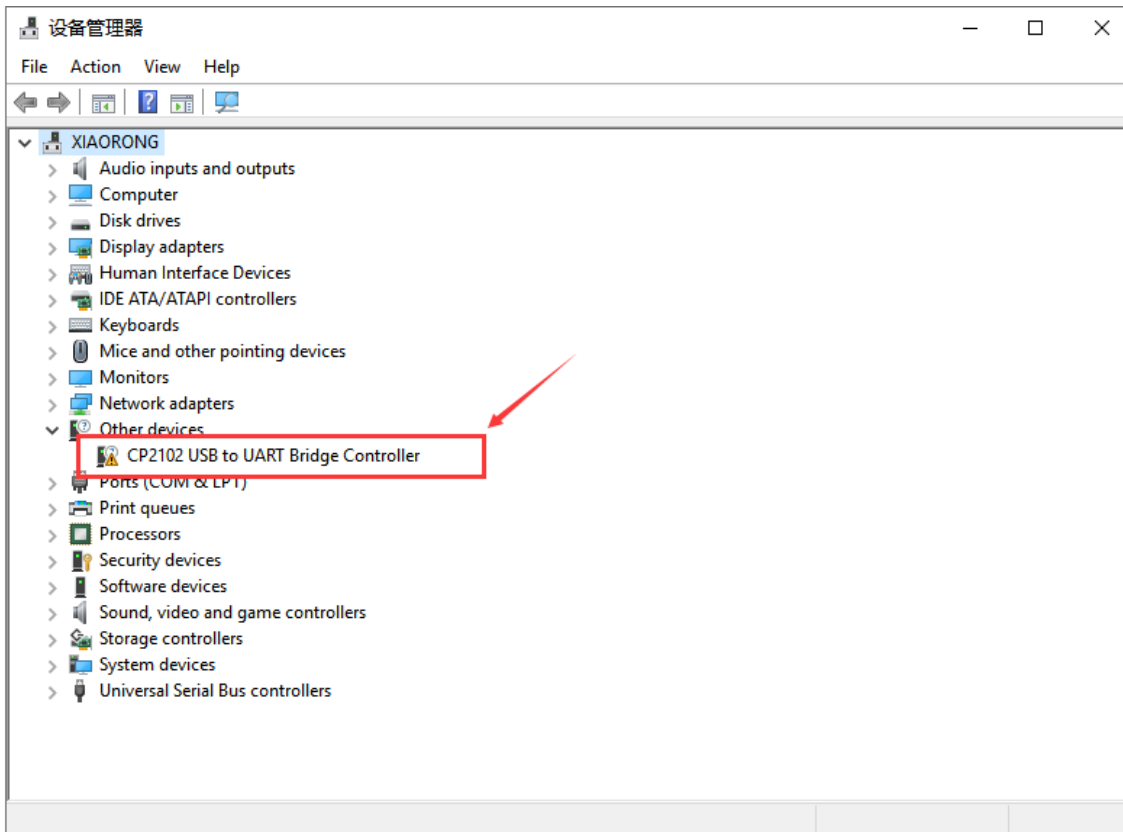 设备管理器
File Action View Help
XIAORONG
Audio inputs and outputs
Computer
Disk drives
Display adapters
Human Interface Devices
IDE ATA/ATAPI controllers
Keyboards
Mice and other pointing devices
Monitors
Network adapters
Other devices
CP2102 USB to UART Bridge Controller
Ports (COM & LPT)
Print queues
Processors
Security devices
Software devices
Sound, video and game controllers
Storage controllers
System devices
Universal Serial Bus controllers